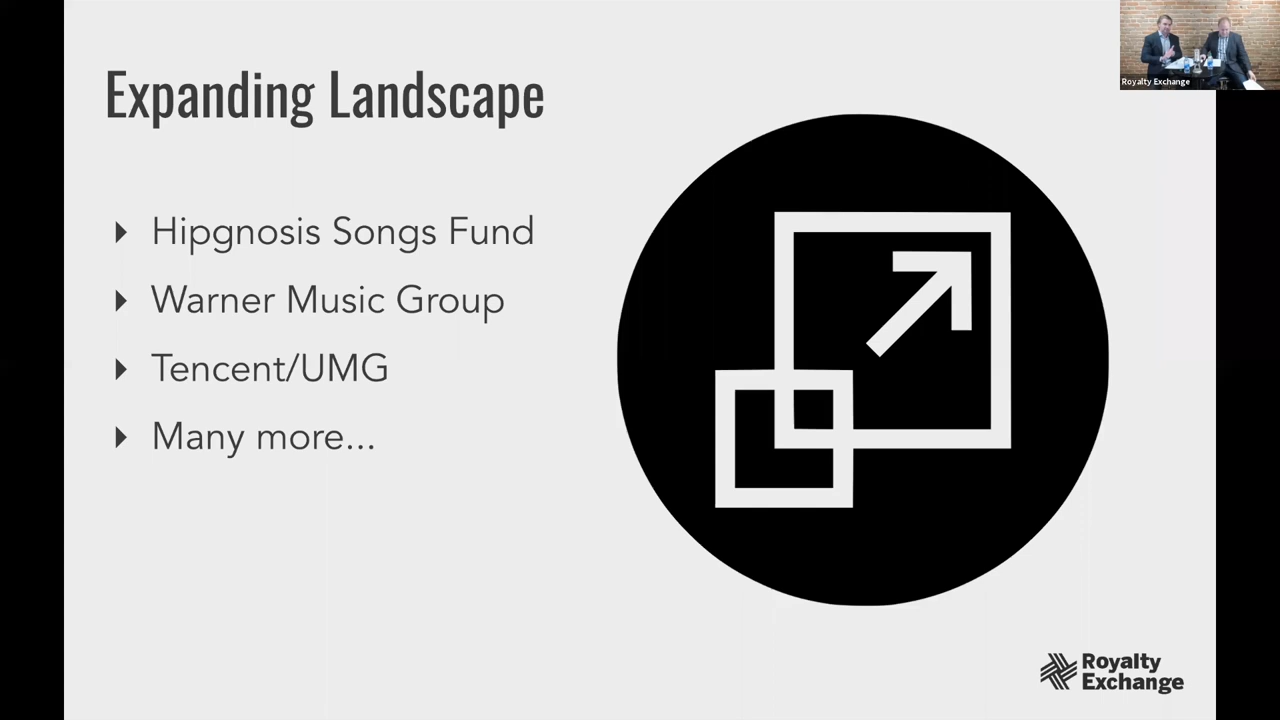 Expanding Landscape
Hipgnosis Songs Fund
Warner Music Group
Tencent/UMG
Many more...
Royalty Exchange
Royalty
Exchange